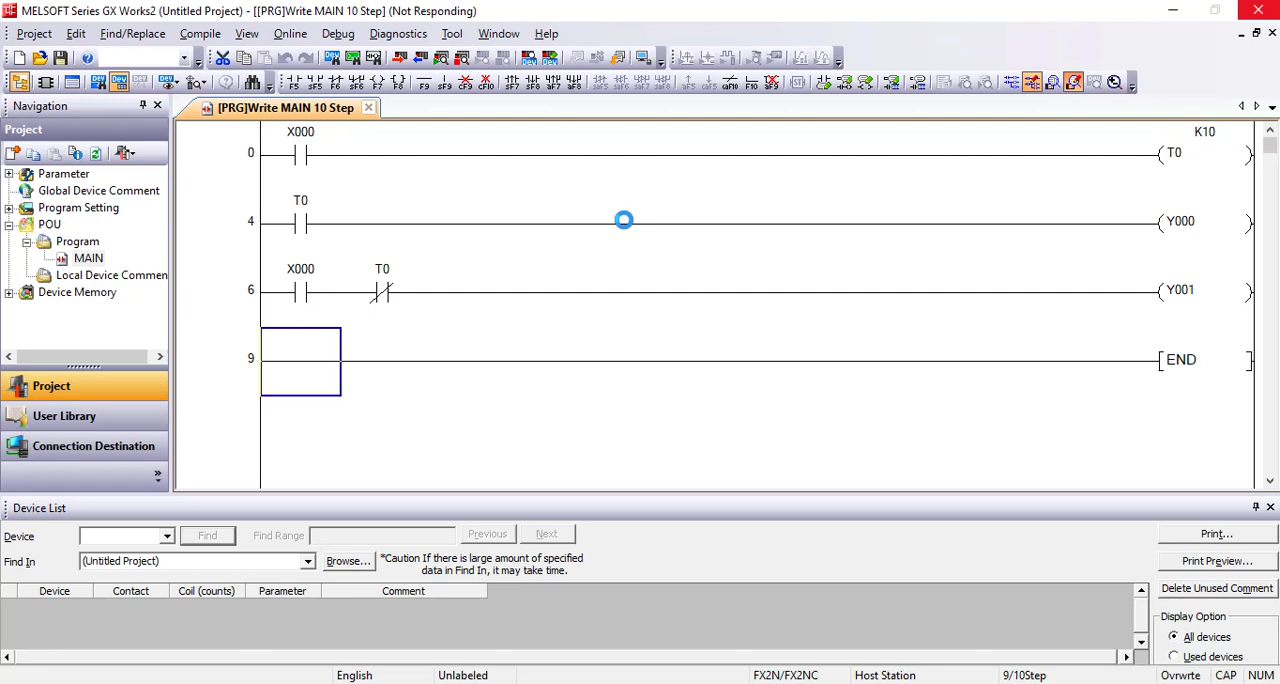 MELSOFT Series GX Works2 (Untitled Project) - [[PRG]Write MAIN 10 Step] (Not Responding)
Project Edit Find/Replace Compile View Online Debug Diagnostics Tool Window Help
Navigation
[PRG]Write MAIN 10 Step
Project
Parameter
Global Device Comment
Program Setting
POU
Program
MAIN
Local Device Commen
Device Memory
Project
User Library
Connection Destination
X000 K10
0 T0
T0
4 Y000
X000 T0
6 Y001
9 END
Device List
Device Find Find Range Previous Next Print...
Find In (Untitled Project) Browse... *Caution If there is large amount of specified
data in Find In, it may take time.
Print Preview...
Device Contact Coil (counts) Parameter Comment
Delete Unused Comment
Display Option
All devices
Used devices
English Unlabeled FX2N/FX2NC Host Station 9/10Step Ovrwrte CAP NUM